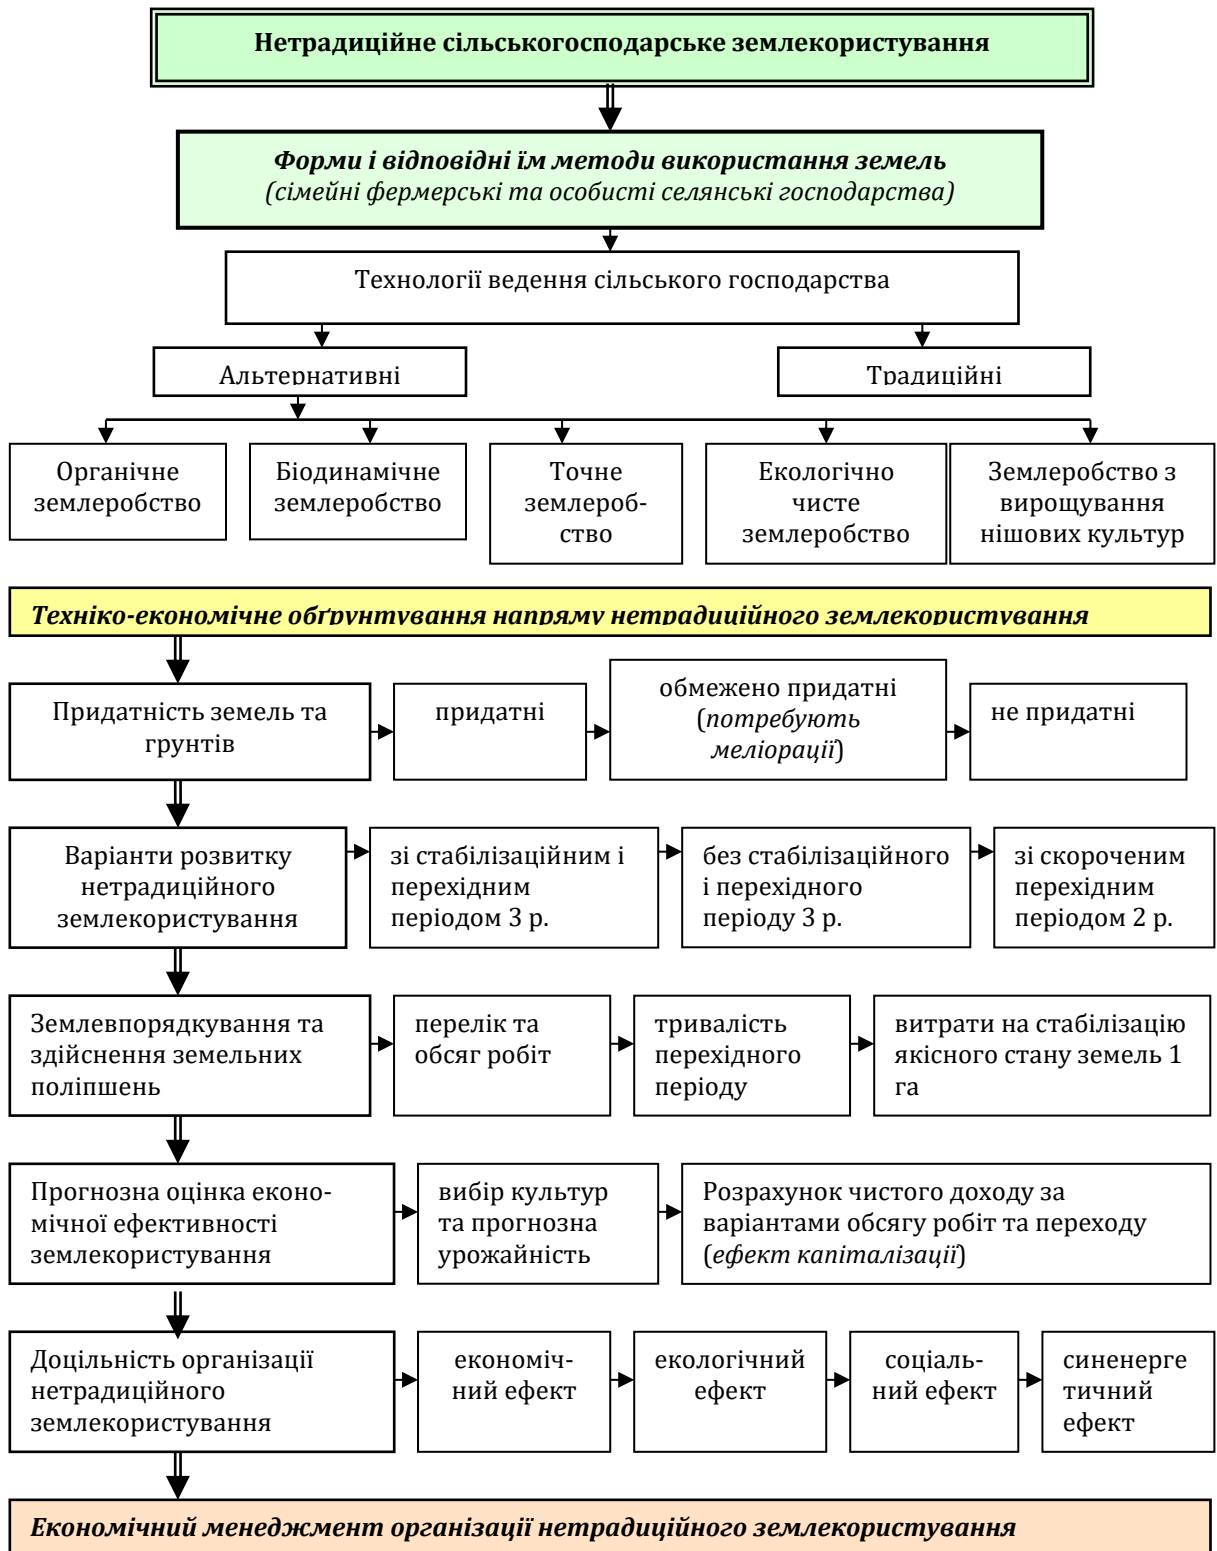 Нетрадиційне сільськогосподарське землекористування
Форми і відповідні їм методи використання земель
(сімейні фермерські та особисті селянські господарства)
Технології ведення сільського господарства
Альтернативні
Традиційні
Органічне
землеробство
Біодинамічне
землеробство
Точне
землероб-
ство
Екологічно
чисте
землеробство
Землеробство з
вирощування
нішових культур
Техніко-економічне обґрунтування напряму нетрадиційного землекористування
Придатність земель та
грунтів
придатні
обмежено придатні
(потребують
меліорації)
не придатні
Варіанти розвитку
нетрадиційного
землекористування
зі стабілізаційним і
перехідним
періодом 3 р.
без стабілізаційного
і перехідного
періоду 3 р.
зі скороченим
перехідним
періодом 2 р.
Землевпорядкування та
здійснення земельних
поліпшень
перелік та
обсяг робіт
тривалість
перехідного
періоду
витрати на стабілізацію
якісного стану земель 1
га
Прогнозна оцінка еконо-
мічної ефективності
землекористування
вибір культур
та прогнозна
урожайність
Розрахунок чистого доходу за
варіантами обсягу робіт та переходу
(ефект капіталізації)
Доцільність організації
нетрадиційного
землекористування
економіч-
ний ефект
екологічний
ефект
соціаль-
ний ефект
синенерге
тичний
ефект
Економічний менеджмент організації нетрадиційного землекористування